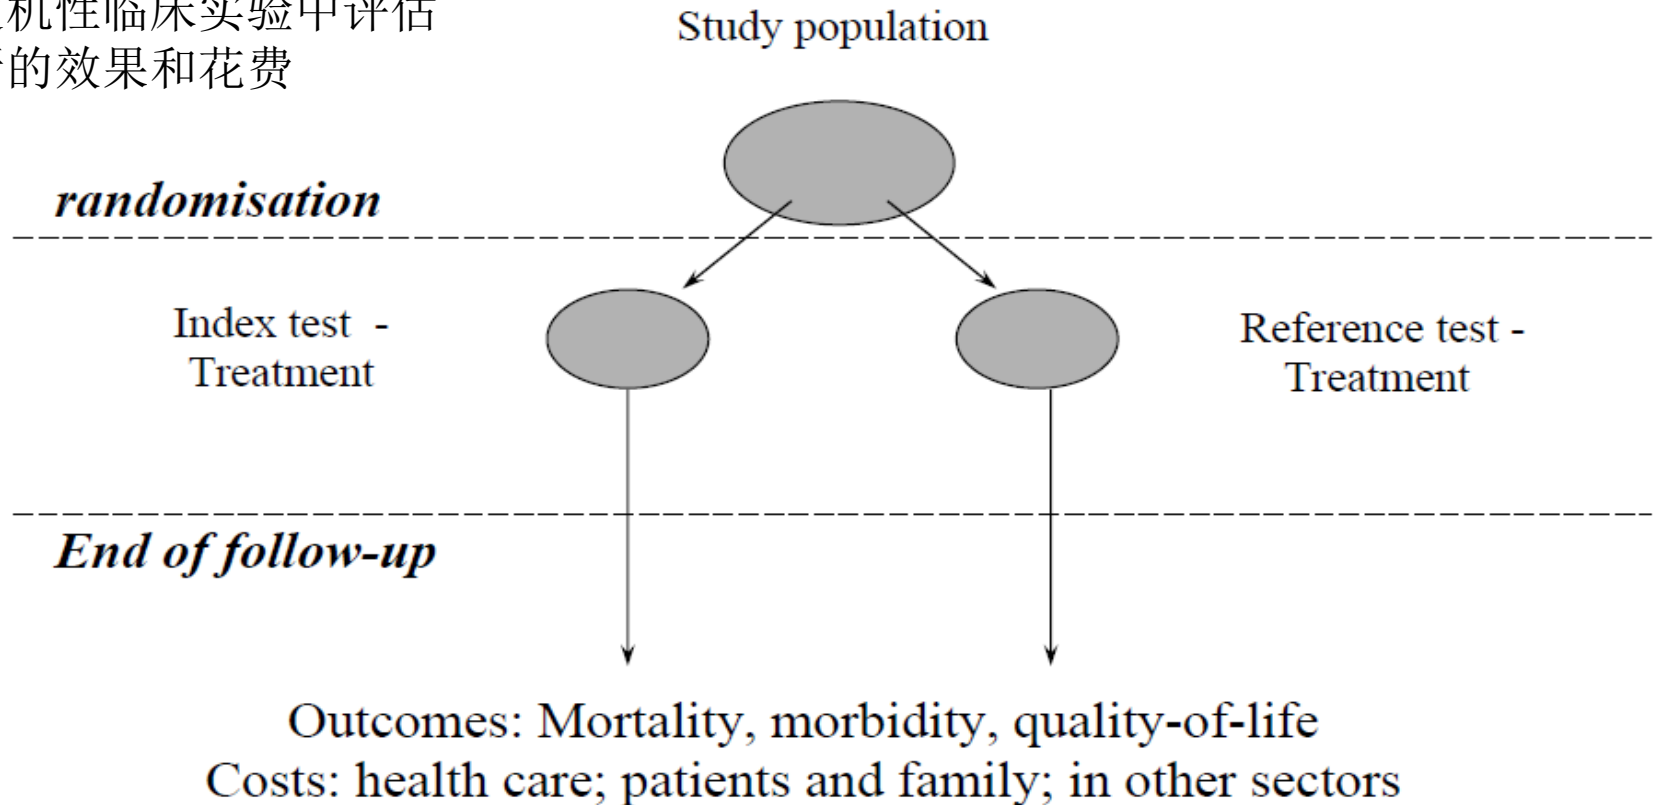 机性临床实验中评估
的效果和花费
Study population
randomisation
Index test -
Treatment
Reference test -
Treatment
End of follow-up
Outcomes: Mortality, morbidity, quality-of-life
Costs: health care; patients and family; in other sectors